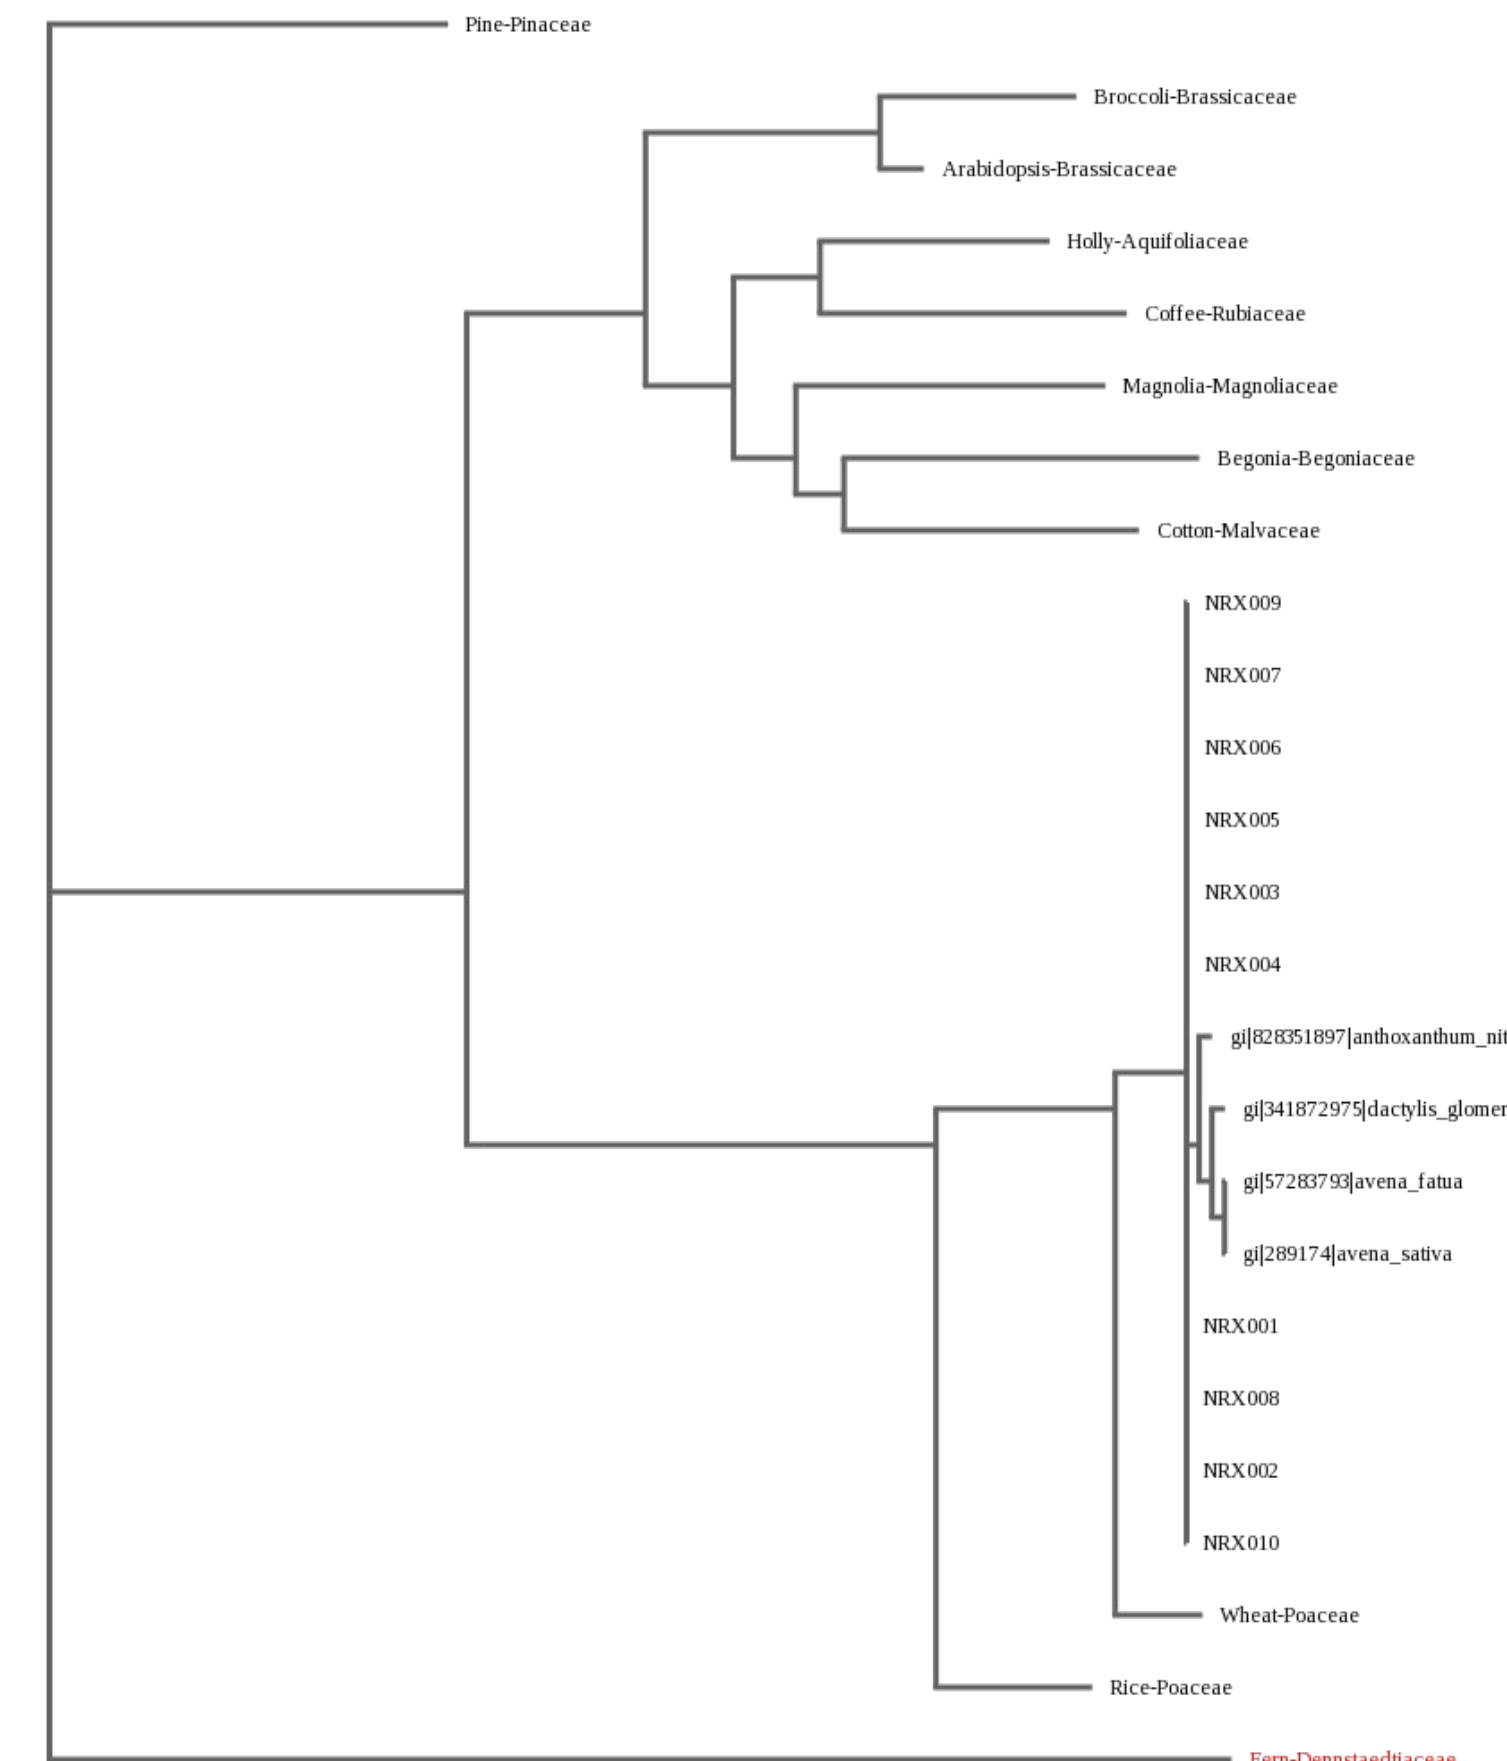 Pine-Pinaceae
Broccoli-Brassicaceae
Arabidopsis-Brassicaceae
Holly-Aquifoliaceae
Coffee-Rubiaceae
Magnolia-Magnoliaceae
Begonia-Begoniaceae
Cotton-Malvaceae
NRX009
NRX007
NRX006
NRX005
NRX003
NRX004
gi|828351897|anthoxanthum_nit
gi|341872975|dactylis_glomer
gi|57283793|avena_fatua
gi|289174|avena_sativa
NRX001
NRX008
NRX002
NRX010
Wheat-Poaceae
Rice-Poaceae
Fern-Dennstaedtiaceae